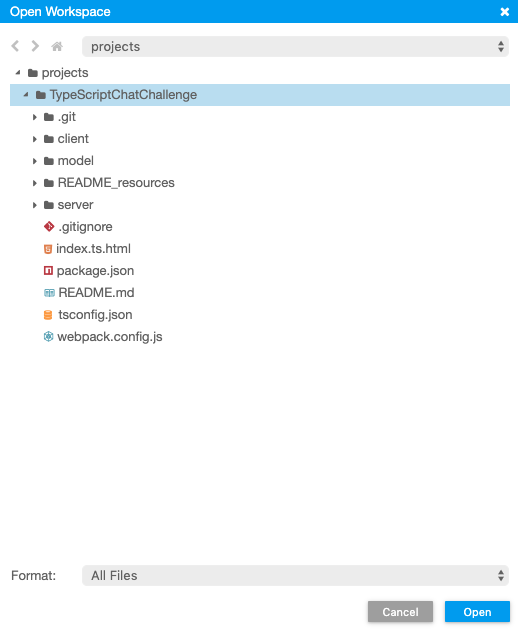 Open Workspace
projects
projects
TypeScriptChatChallenge
.git
client
model
README_resources
server
.gitignore
index.ts.html
package.json
README.md
tsconfig.json
webpack.config.js
Format: All Files
Cancel Open